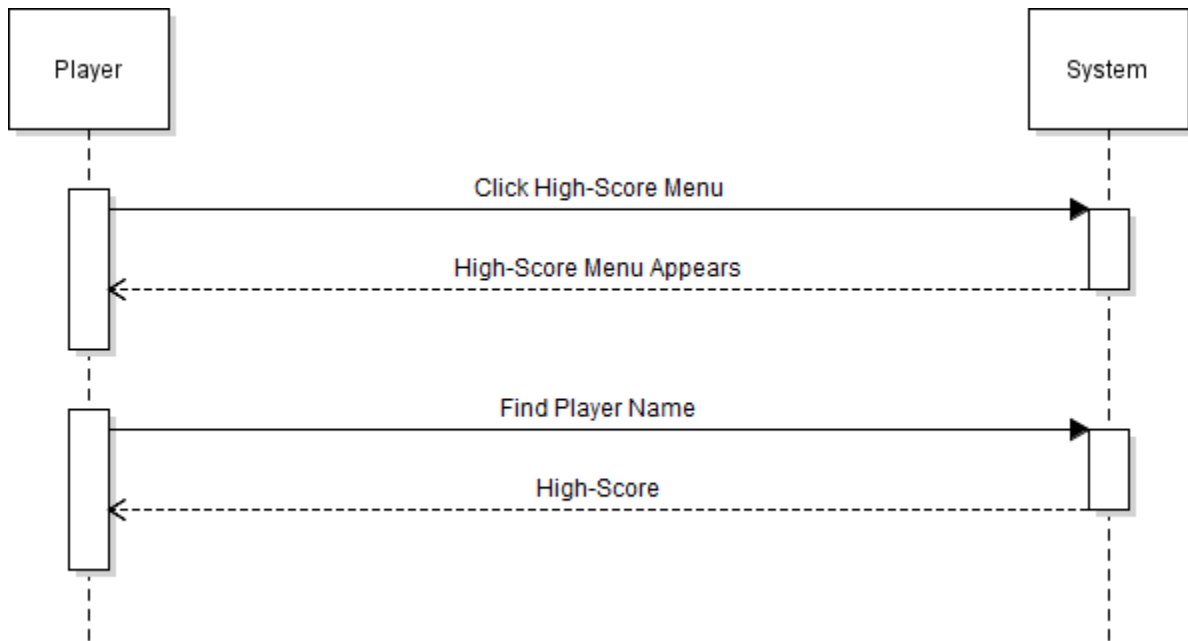 Player
System
Click High-Score Menu
High-Score Menu Appears
Find Player Name
High-Score